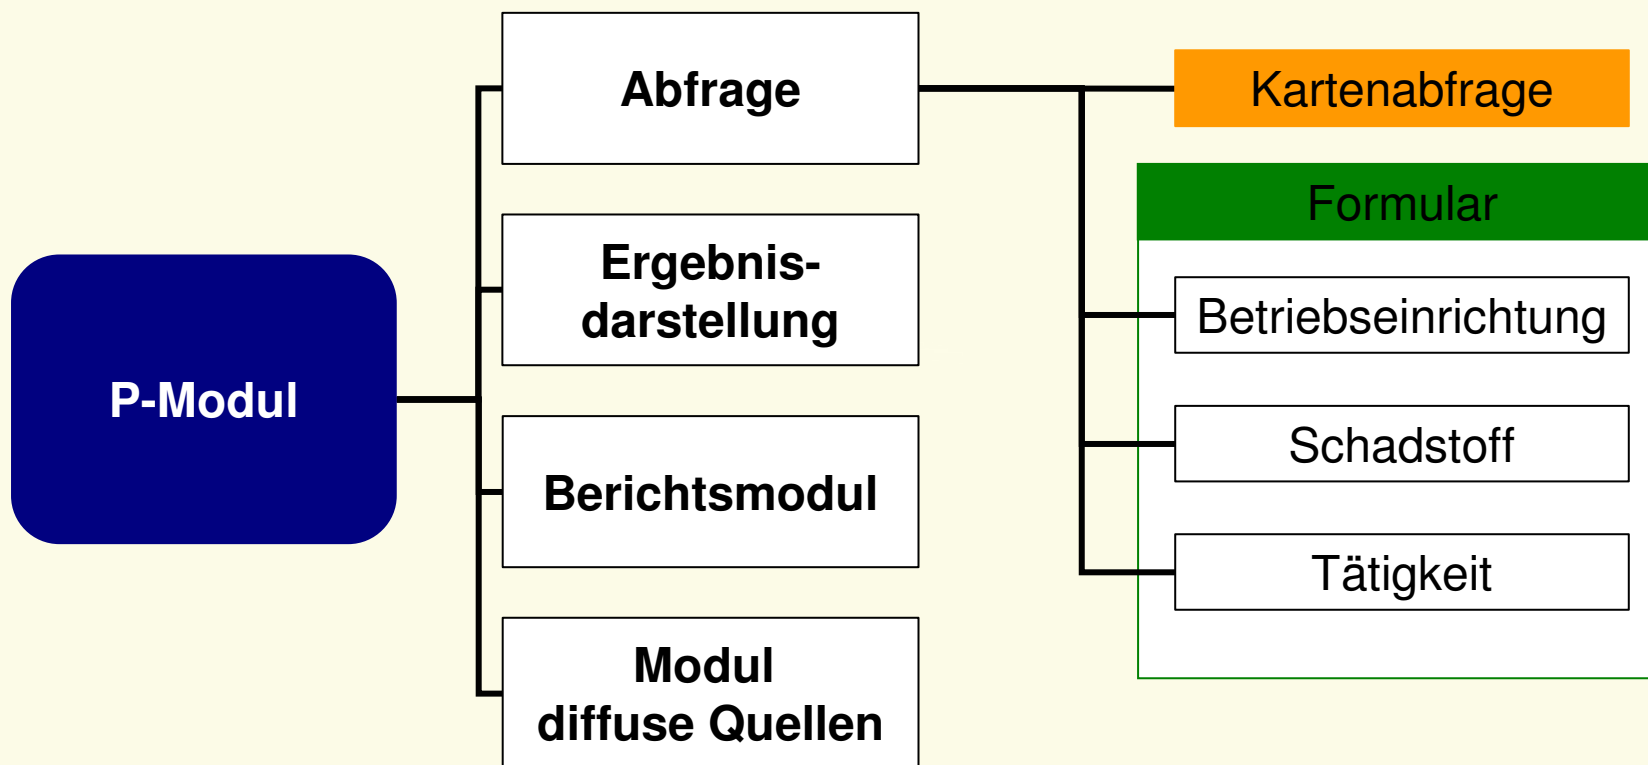 P-Modul
Abfrage
Ergebnis-
darstellung
Berichtsmodul
Modul
diffuse Quellen
Kartenabfrage
Formular
Betriebseinrichtung
Schadstoff
Tätigkeit